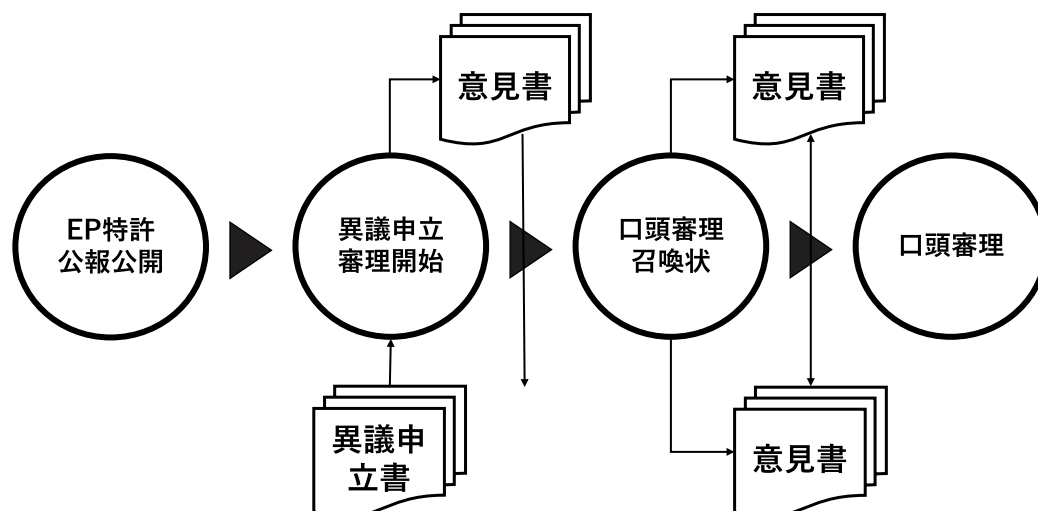 意見書
意見書
EP特許
公報公開
異議申立
審理開始
口頭審理
召喚状
口頭審理
異議申
立書
意見書